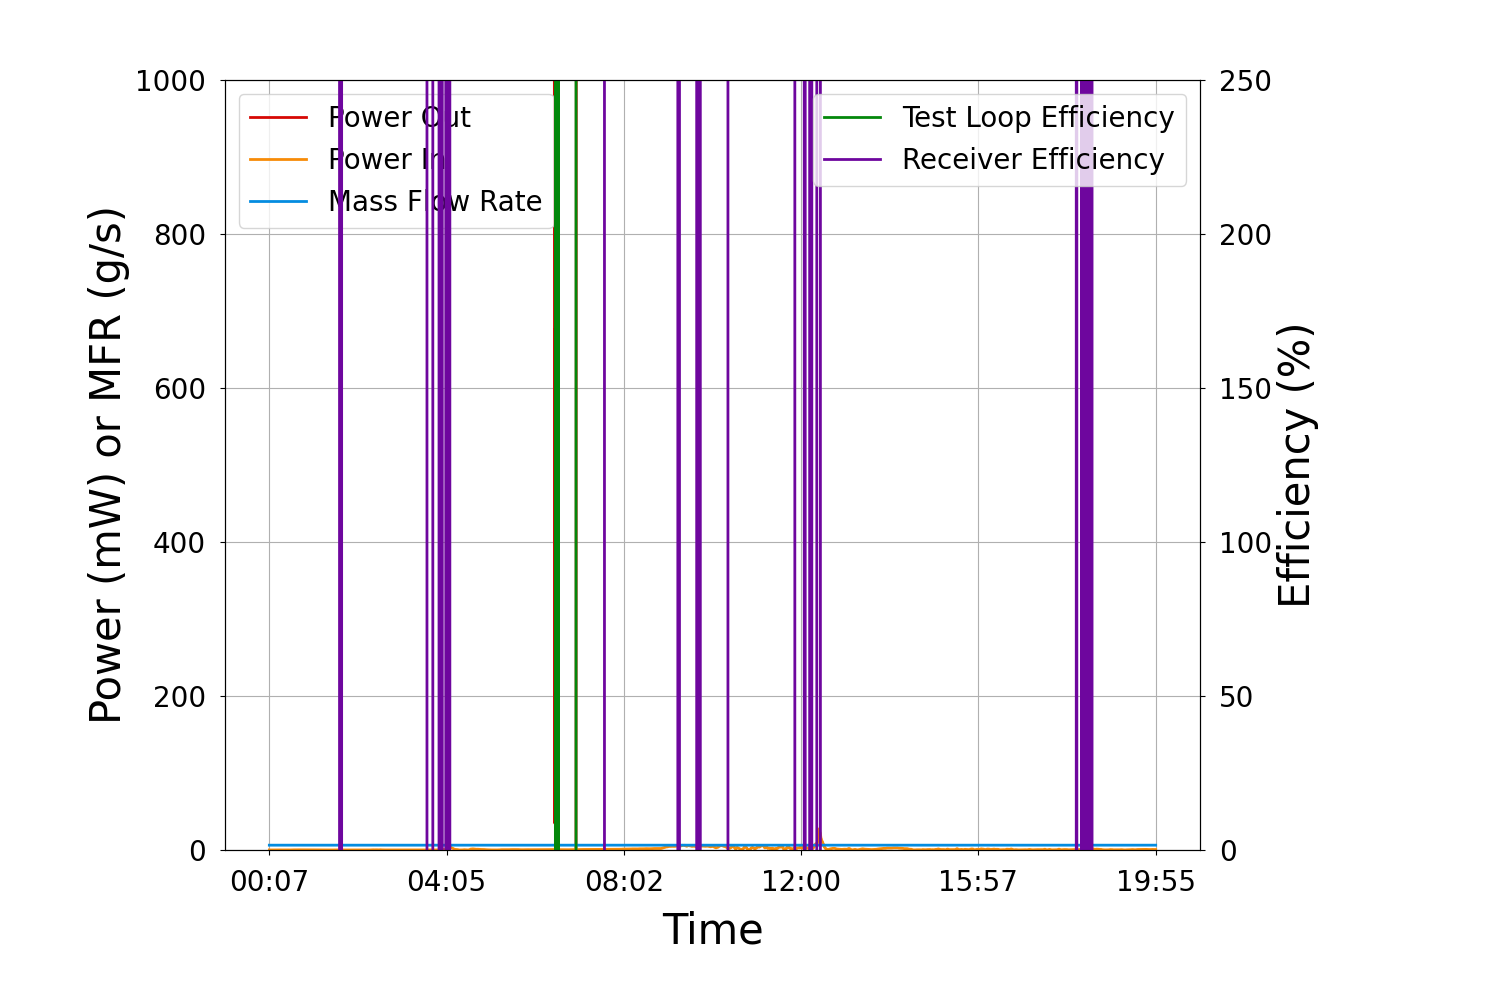 1000
800
600
400
200
0
Power (mW) or MFR (g/s)
Power Out
Power In
Mass Flow Rate
Test Loop Efficiency
Receiver Efficiency
250
200
150
100
50
0
Efficiency (%)
00:07 04:05 08:02 12:00 15:57 19:55
Time